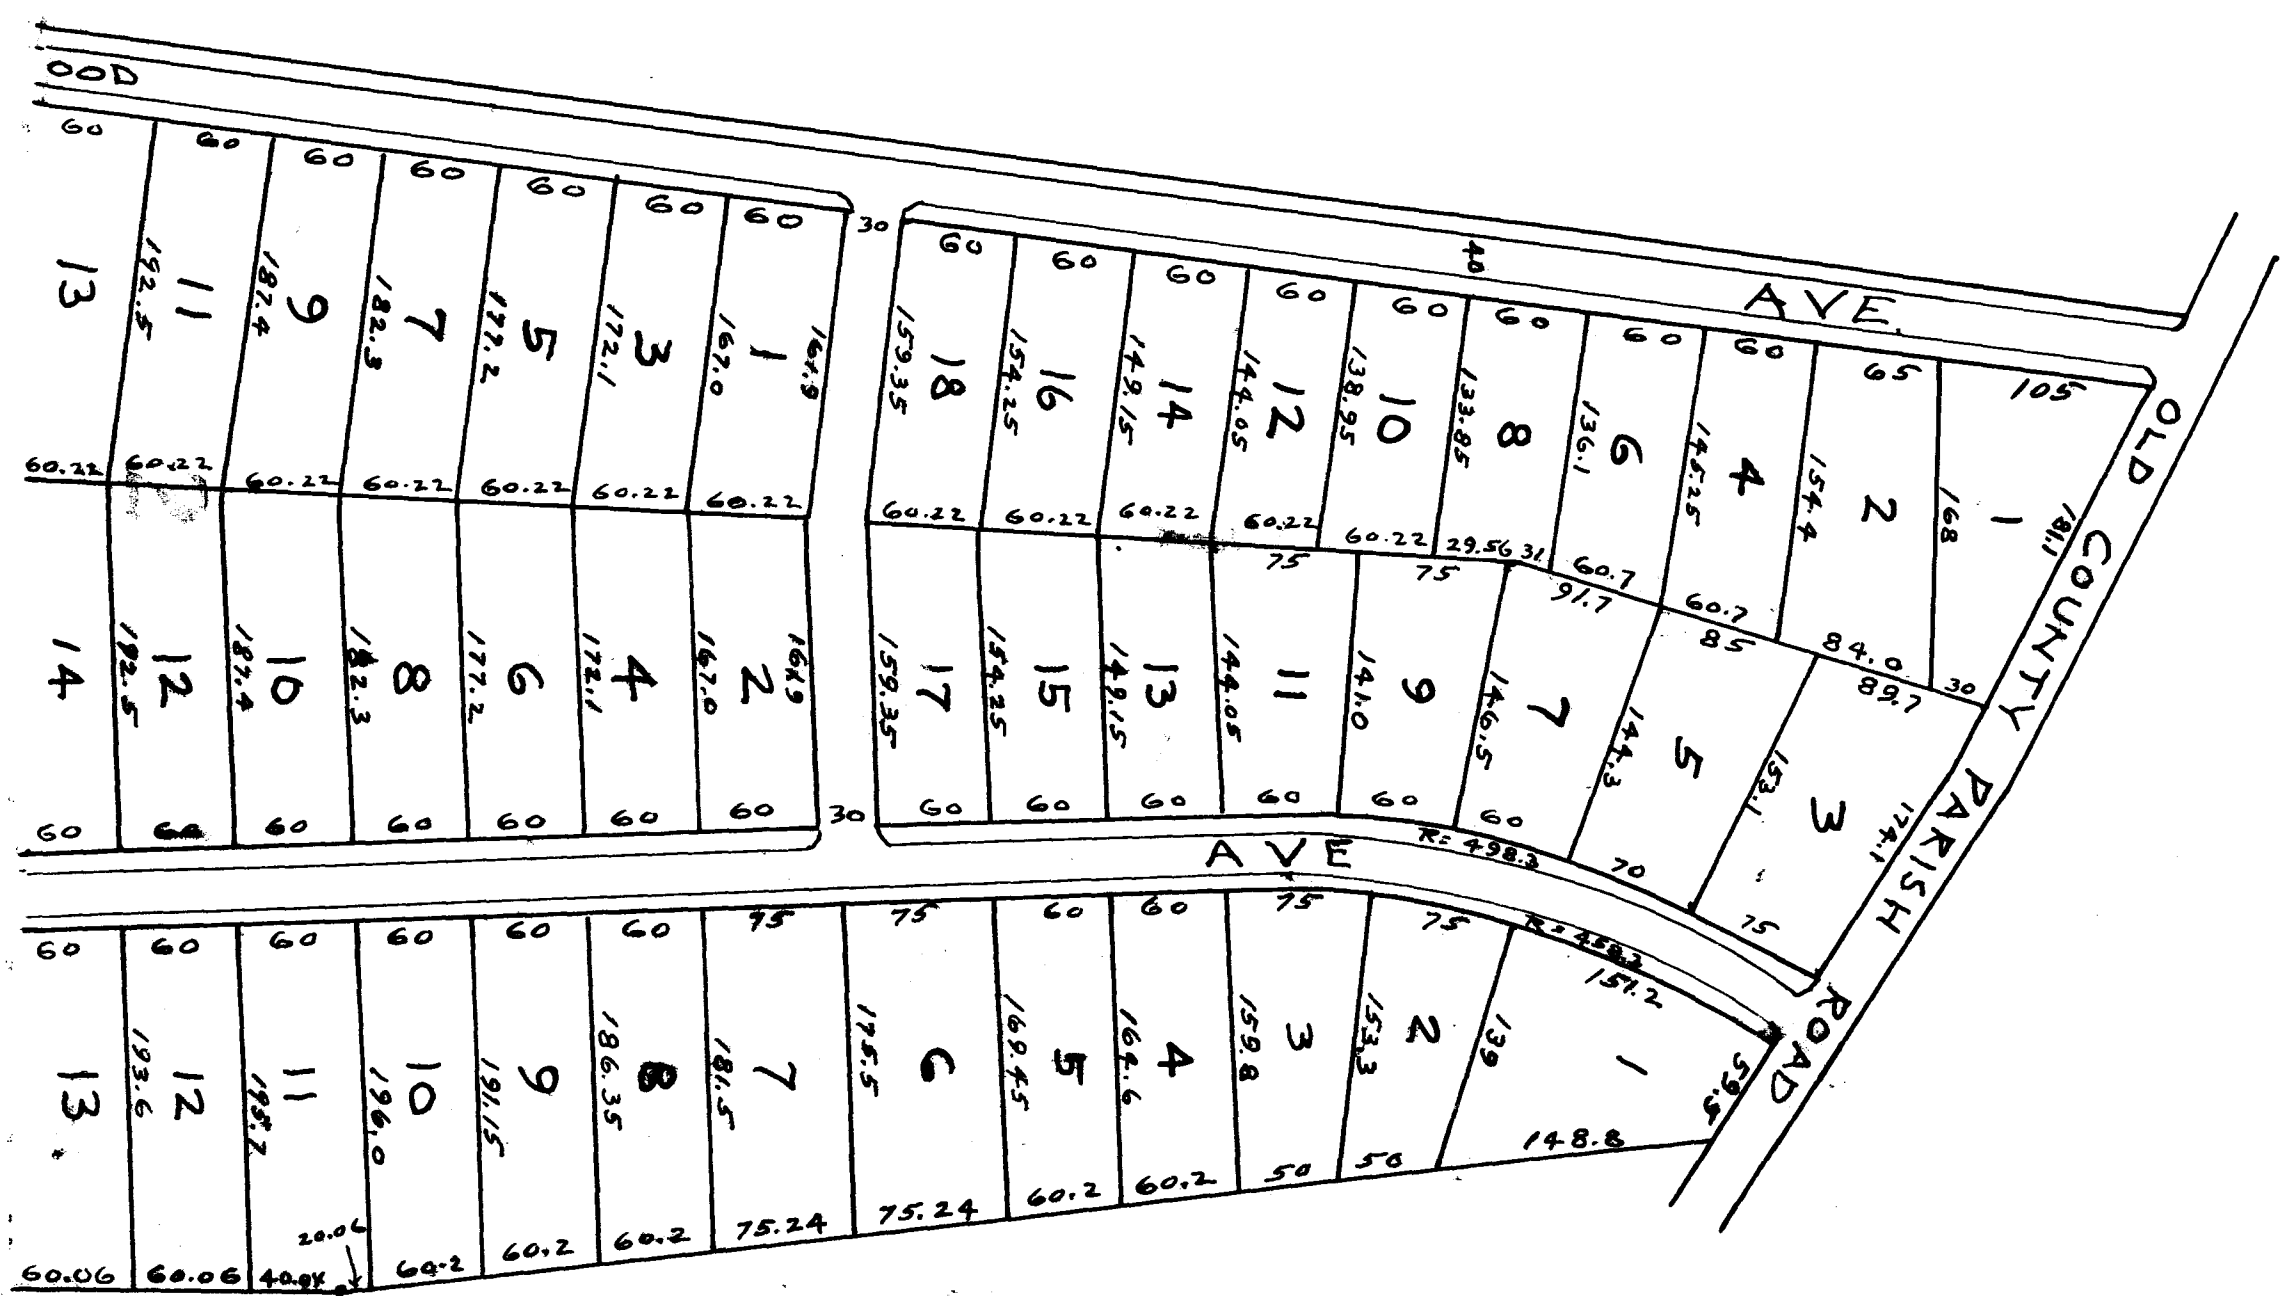 OOD
60 60 60 60 60 60 60 30 60 60 60 60 60 60 60 60 65 105
40
AVE.
13 192.5 11 187.4 9 182.3 7 177.2 5 172.1 3 167.0 1
159.35 18 154.25 16 149.15 14 144.05 12 138.95 10 133.85 8 136.1 6 145.25 4 154.4 2 168 1 181.1
60.22 60.22 60.22 60.22 60.22 60.22 60.22
60.22 60.22 60.22 60.22 60.22 29.56 31 60.7 60.7 84.0 30
75 75 91.7 85 89.7
14 192.5 12 187.4 10 182.3 8 177.2 6 172.1 4 167.0 2
159.35 17 154.25 15 149.15 13 144.05 11 141.0 9 146.5 7 144.3 5 153.1 3 174.1
60 60 60 60 60 60 60 30 60 60 60 60 60 60 70 75
R= 498.3
AVE
R= 458.3
60 60 60 60 60 60 75 75 60 60 75 75 151.2
13 193.6 12 11 196.0 10 191.15 9 186.35 8 181.5 7 175.5 6 169.45 5 164.6 4 159.8 3 153.3 2 139 1 59.5
60.06 60.06 20.06 60.2 60.2 60.2 75.24 75.24 60.2 60.2 50 50 148.8
OLD COUNTY PARISH ROAD